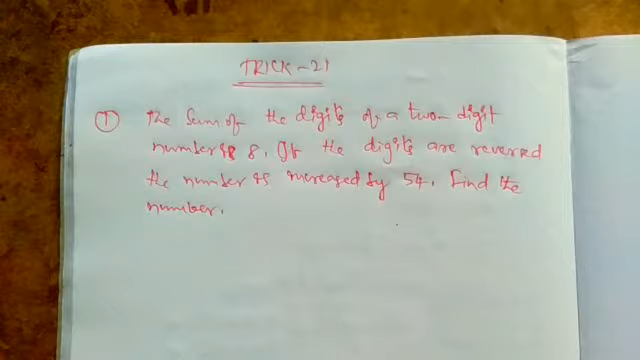 TRICK-21
① The Sum of the digits of a two-digit
number is 8. If the digits are reversed
the number is increased by 54. Find the
number.